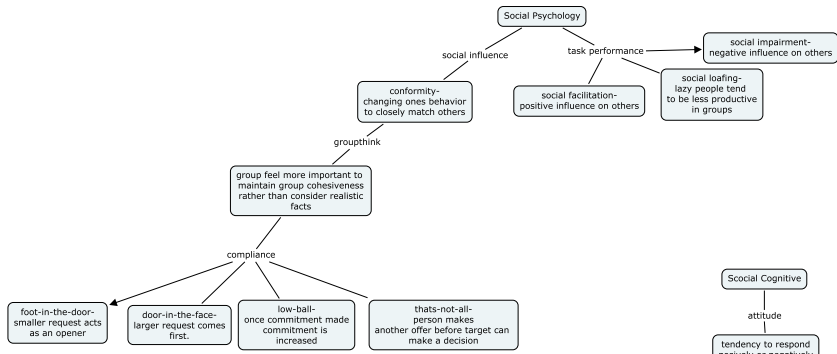 Social Psychology
social influence
task performance
social impairment-
negative influence on others
conformity-
changing ones behavior
to closely match others
social facilitation-
positive influence on others
social loafing-
lazy people tend
to be less productive
in groups
groupthink
group feel more important to
maintain group cohesiveness
rather than consider realistic
facts
compliance
foot-in-the-door-
smaller request acts
as an opener
door-in-the-face-
larger request comes
first.
low-ball-
once commitment made
commitment is
increased
thats-not-all-
person makes
another offer before target can
make a decision
Scocial Cognitive
attitude
tendency to respond